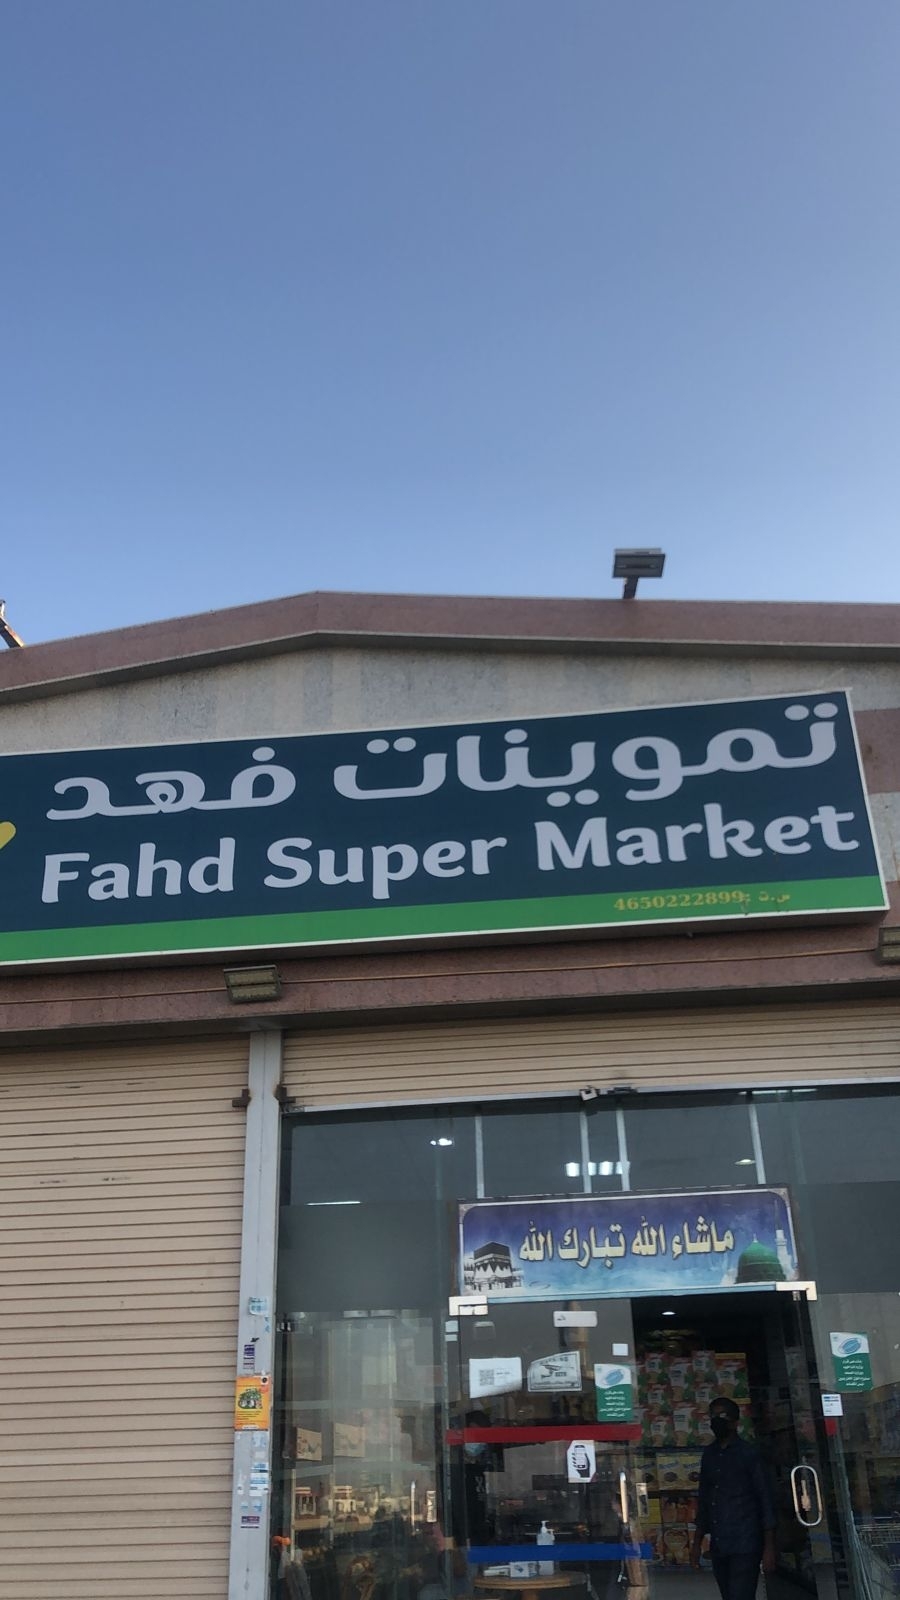 تموينات فهد
Fahd Super Market
س.ت :4650222899
ماشاء الله تبارك الله